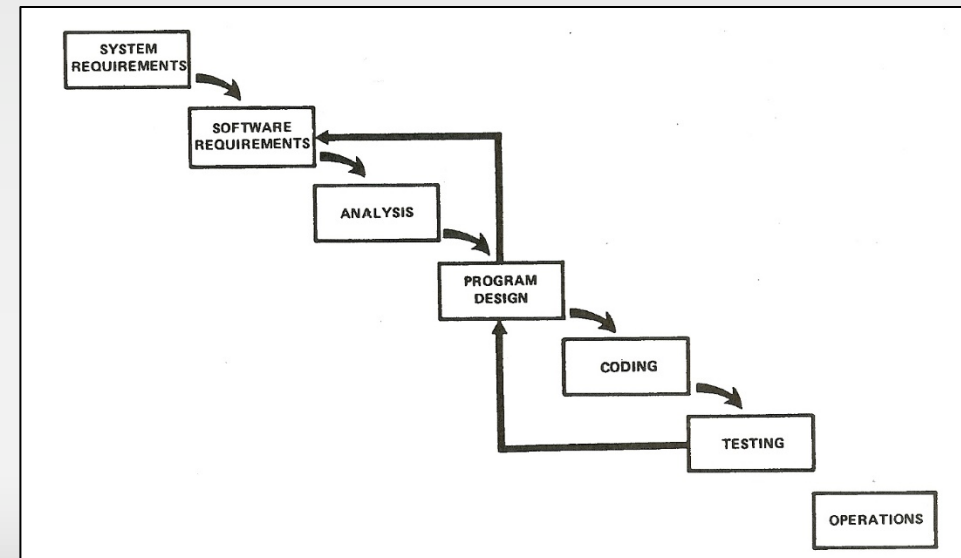 SYSTEM
REQUIREMENTS
SOFTWARE
REQUIREMENTS
ANALYSIS
PROGRAM
DESIGN
CODING
TESTING
OPERATIONS